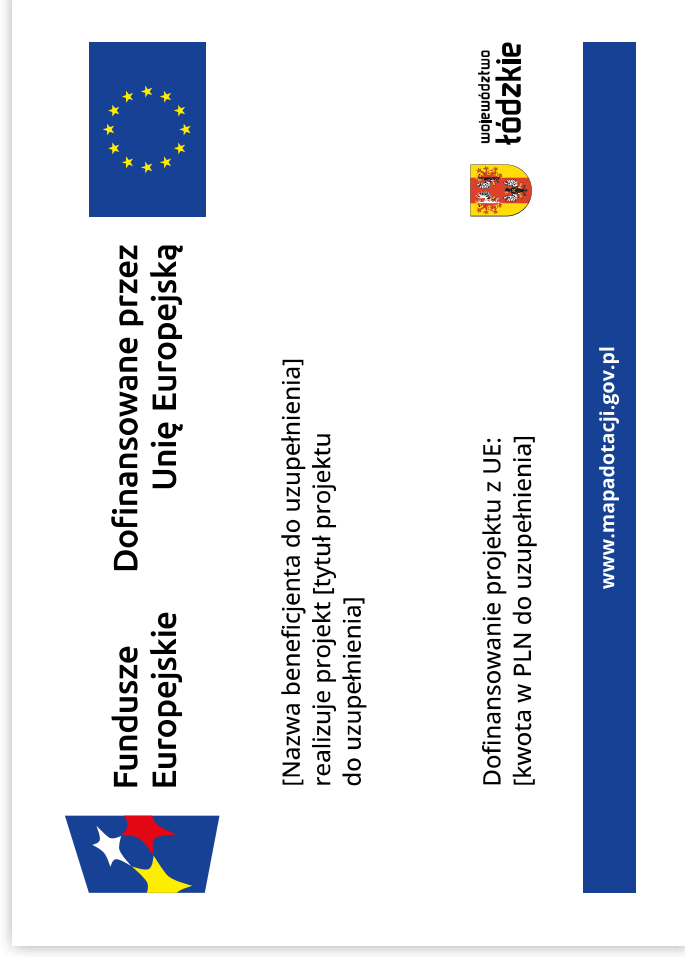 Fundusze
Europejskie
Dofinansowane przez
Unię Europejską
[Nazwa beneficjenta do uzupełnienia]
realizuje projekt [tytuł projektu
do uzupełnienia]
Dofinansowanie projektu z UE:
[kwota w PLN do uzupełnienia]
województwo
łódzkie
www.mapadotacji.gov.pl